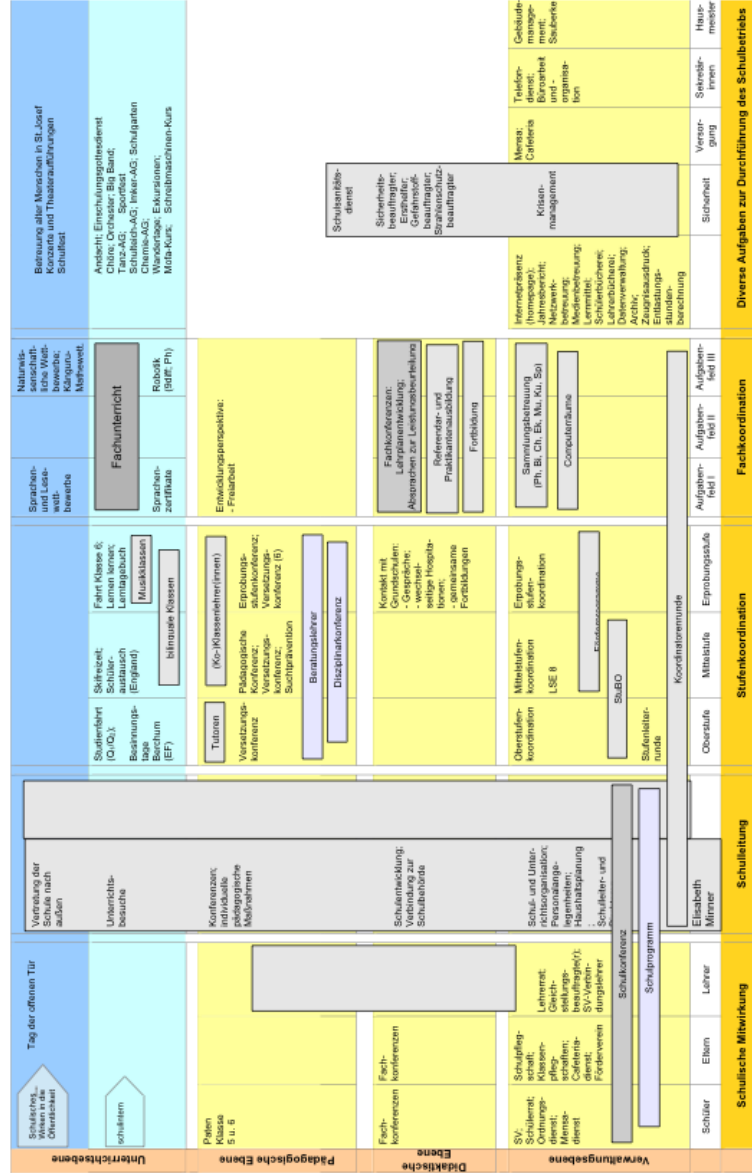 Schulisches...
Wirken in die
Öffentlichkeit
Tag der offenen Tür
Vertretung der
Schule nach
außen
Sprachen-
und Lese-
wett-
bewerbe
Naturwis-
senschaft-
liche Wett-
bewerbe;
Känguru-
Mathewett.
Betreuung alter Menschen in St.Josef
Konzerte und Theateraufführungen
Schulfest
Unterrichtsebene
schulintern
Unterrichts-
besuche
Studienfahrt
(Q1/Q2);
Besinnungs-
tage
Berchum
(EF)
Skifreizeit;
Schüler-
austausch
(England)
Fahrt Klasse 6;
Lernen lernen;
Lerntagebuch
Musikklassen
bilinguale Klassen
Fachunterricht
Sprachen-
zertifikate
Robotik
(9diff; Ph)
Andacht; Einschulungsgottesdienst
Chöre; Orchester; Big Band;
Tanz-AG; Sportfest
Schulteich-AG; Imker-AG; Schulgarten
Chemie-AG;
Wandertage; Exkursionen;
Mofa-Kurs; Schreibmaschinen-Kurs
Pädagogische Ebene
Paten
Klasse
5 u. 6
Konferenzen;
individuelle
pädagogische
Maßnahmen
Tutoren
(Ko-)Klassenlehrer(innen)
Versetzungs-
konferenz
Pädagogische
Konferenz;
Versetzungs-
konferenz;
Suchtprävention
Erprobungs-
stufenkonferenz;
Versetzungs-
konferenz (6)
Beratungslehrer
Disziplinarkonferenz
Entwicklungsperspektive:
- Freiarbeit
Didaktische
Ebene
Fach-
konferenzen
Fach-
konferenzen
Schulentwicklung;
Verbindung zur
Schulbehörde
Kontakt mit
Grundschulen:
- Gespräche;
- wechsel-
seitige Hospita-
tionen;
- gemeinsame
Fortbildungen
Fachkonferenzen:
Lehrplanentwicklung;
Absprachen zur Leistungsbeurteilung
Referendar- und
Praktikantenausbildung
Fortbildung
Schulsanitäts-
dienst
Sicherheits-
beauftragter;
Ersthelfer;
Gefahrstoff-
beauftragter;
Strahlenschutz-
beauftragter
Krisen-
management
Verwaltungsebene
SV;
Schülerrat;
Ordnungs-
dienst;
Mensa-
dienst
Schulpfleg-
schaft;
Klassen-
pfleg-
schaften;
Cafeteria-
dienst;
Förderverein
Lehrerrat;
Gleich-
stellungs-
beauftragte(r);
SV-Verbin-
dungslehrer
Schul- und Unter-
richtsorganisation;
Personalange-
legenheiten;
Haushaltsplanung
;
Schulleiter- und
Oberstufen-
koordination
Mittelstufen-
koordination
LSE 8
Erpobungs-
stufen-
koordination
StuBO
Stufenleiter-
runde
Sammlungsbetreuung
(Ph, Bi, Ch, Ek, Mu, Ku, Sp)
Computerräume
Internetpräsenz
(homepage);
Jahresbericht;
Netzwerk-
betreuung;
Medienbetreuung;
Lernmittel;
Schülerbücherei;
Lehrerbücherei;
Datenverwaltung;
Archiv;
Zeugnisausdruck;
Entlastungs-
stunden-
berechnung
Mensa;
Cafeteria
Telefon-
dienst;
Büroarbeit
und -
organisa-
tion
Gebäude-
manage-
ment;
Sauberke
Schulkonferenz
Schulprogramm
Koordinatorenrunde
Schüler
Eltern
Lehrer
Elisabeth
Minner
Oberstufe
Mittelstufe
Erprobungsstufe
Aufgaben-
feld I
Aufgaben-
feld II
Aufgaben-
feld III
Sicherheit
Versor-
gung
Sekretär-
innen
Haus-
meister
Schulische Mitwirkung
Schulleitung
Stufenkoordination
Fachkoordination
Diverse Aufgaben zur Durchführung des Schulbetriebs